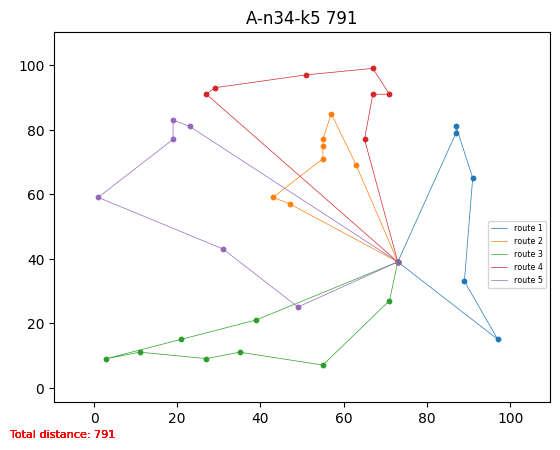 A-n34-k5 791
100
80
60
40
20
0
0 20 40 60 80 100
route 1
route 2
route 3
route 4
route 5
Total distance: 791